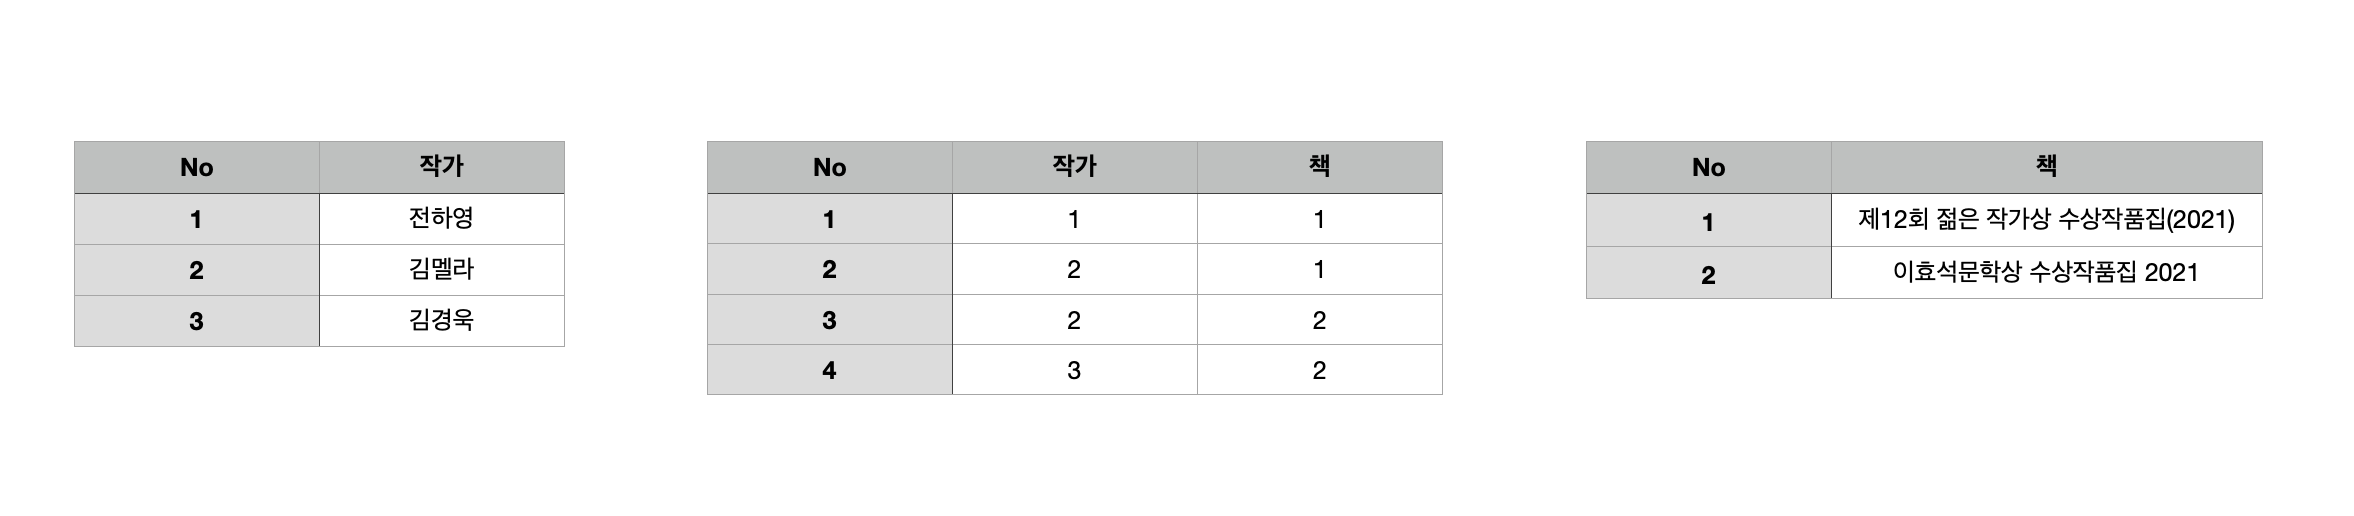 No 작가
1 전하영
2 김멜라
3 김경욱
No 작가 책
1 1 1
2 2 1
3 2 2
4 3 2
No 책
1 제12회 젊은 작가상 수상작품집(2021)
2 이효석문학상 수상작품집 2021